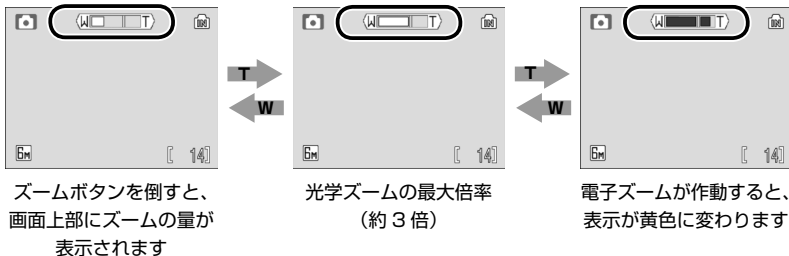 W T IN
W T IN
W T IN
T
W
T
W
6M [ 14]
6M [ 14]
6M [ 14]
ズームボタンを倒すと、
画面上部にズームの量が
表示されます
光学ズームの最大倍率
（約 3 倍）
電子ズームが作動すると、
表示が黄色に変わります